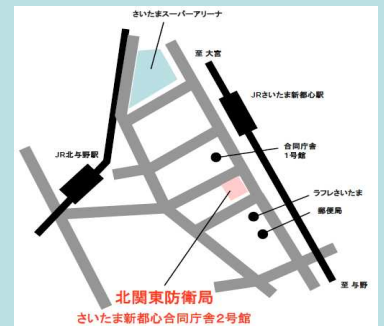 さいたまスーパーアリーナ
至 大宮
JRさいたま新都心駅
合同庁舎
1号館
JR北与野駅
ラフレさいたま
郵便局
至 与野
北関東防衛局
さいたま新都心合同庁舎2号館